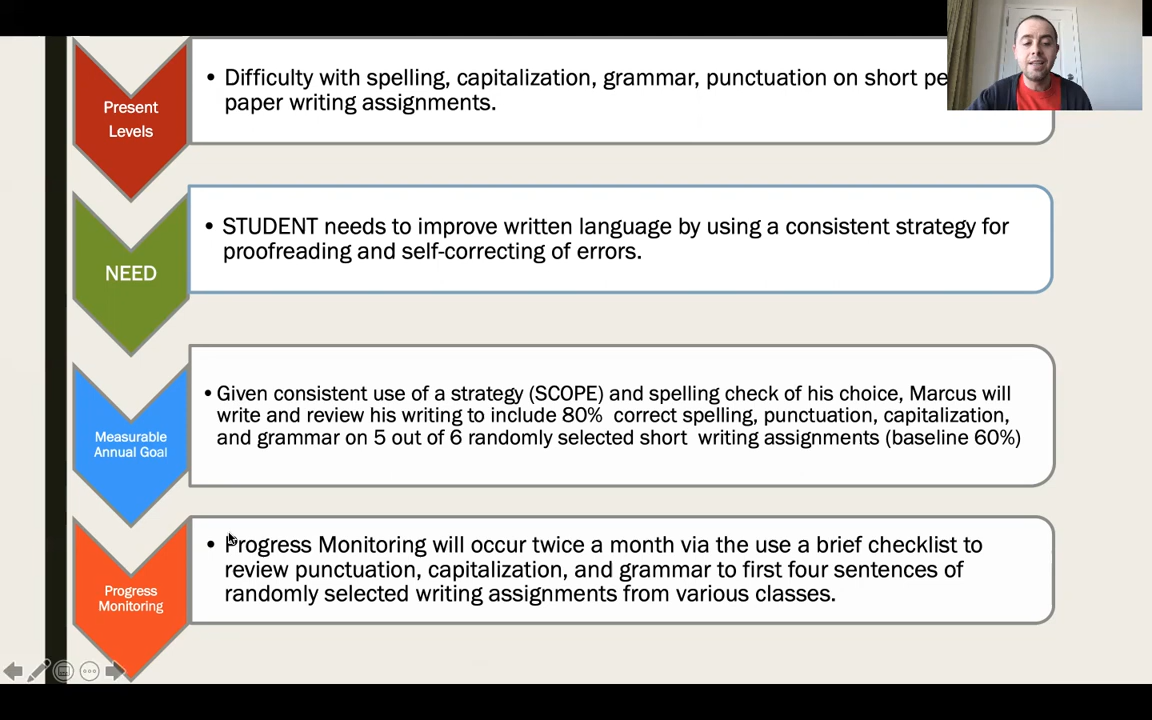 Present
Levels
• Difficulty with spelling, capitalization, grammar, punctuation on short
paper writing assignments.
NEED
• STUDENT needs to improve written language by using a consistent strategy for
proofreading and self-correcting of errors.
Measurable
Annual Goal
• Given consistent use of a strategy (SCOPE) and spelling check of his choice, Marcus will
write and review his writing to include 80% correct spelling, punctuation, capitalization,
and grammar on 5 out of 6 randomly selected short writing assignments (baseline 60%)
Progress
Monitoring
• Progress Monitoring will occur twice a month via the use a brief checklist to
review punctuation, capitalization, and grammar to first four sentences of
randomly selected writing assignments from various classes.